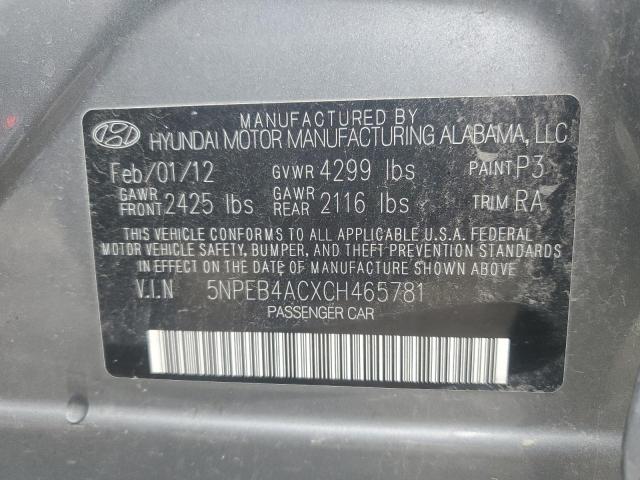 MANUFACTURED BY
HYUNDAI MOTOR MANUFACTURING ALABAMA, LLC
Feb/01/12 GVWR 4299 lbs PAINT P3
GAWR FRONT 2425 lbs GAWR REAR 2116 lbs TRIM RA
THIS VEHICLE CONFORMS TO ALL APPLICABLE U.S.A. FEDERAL
MOTOR VEHICLE SAFETY, BUMPER, AND THEFT PREVENTION STANDARDS
IN EFFECT ON THE DATE OF MANUFACTURE SHOWN ABOVE
V.I.N 5NPEB4ACXCH465781
PASSENGER CAR